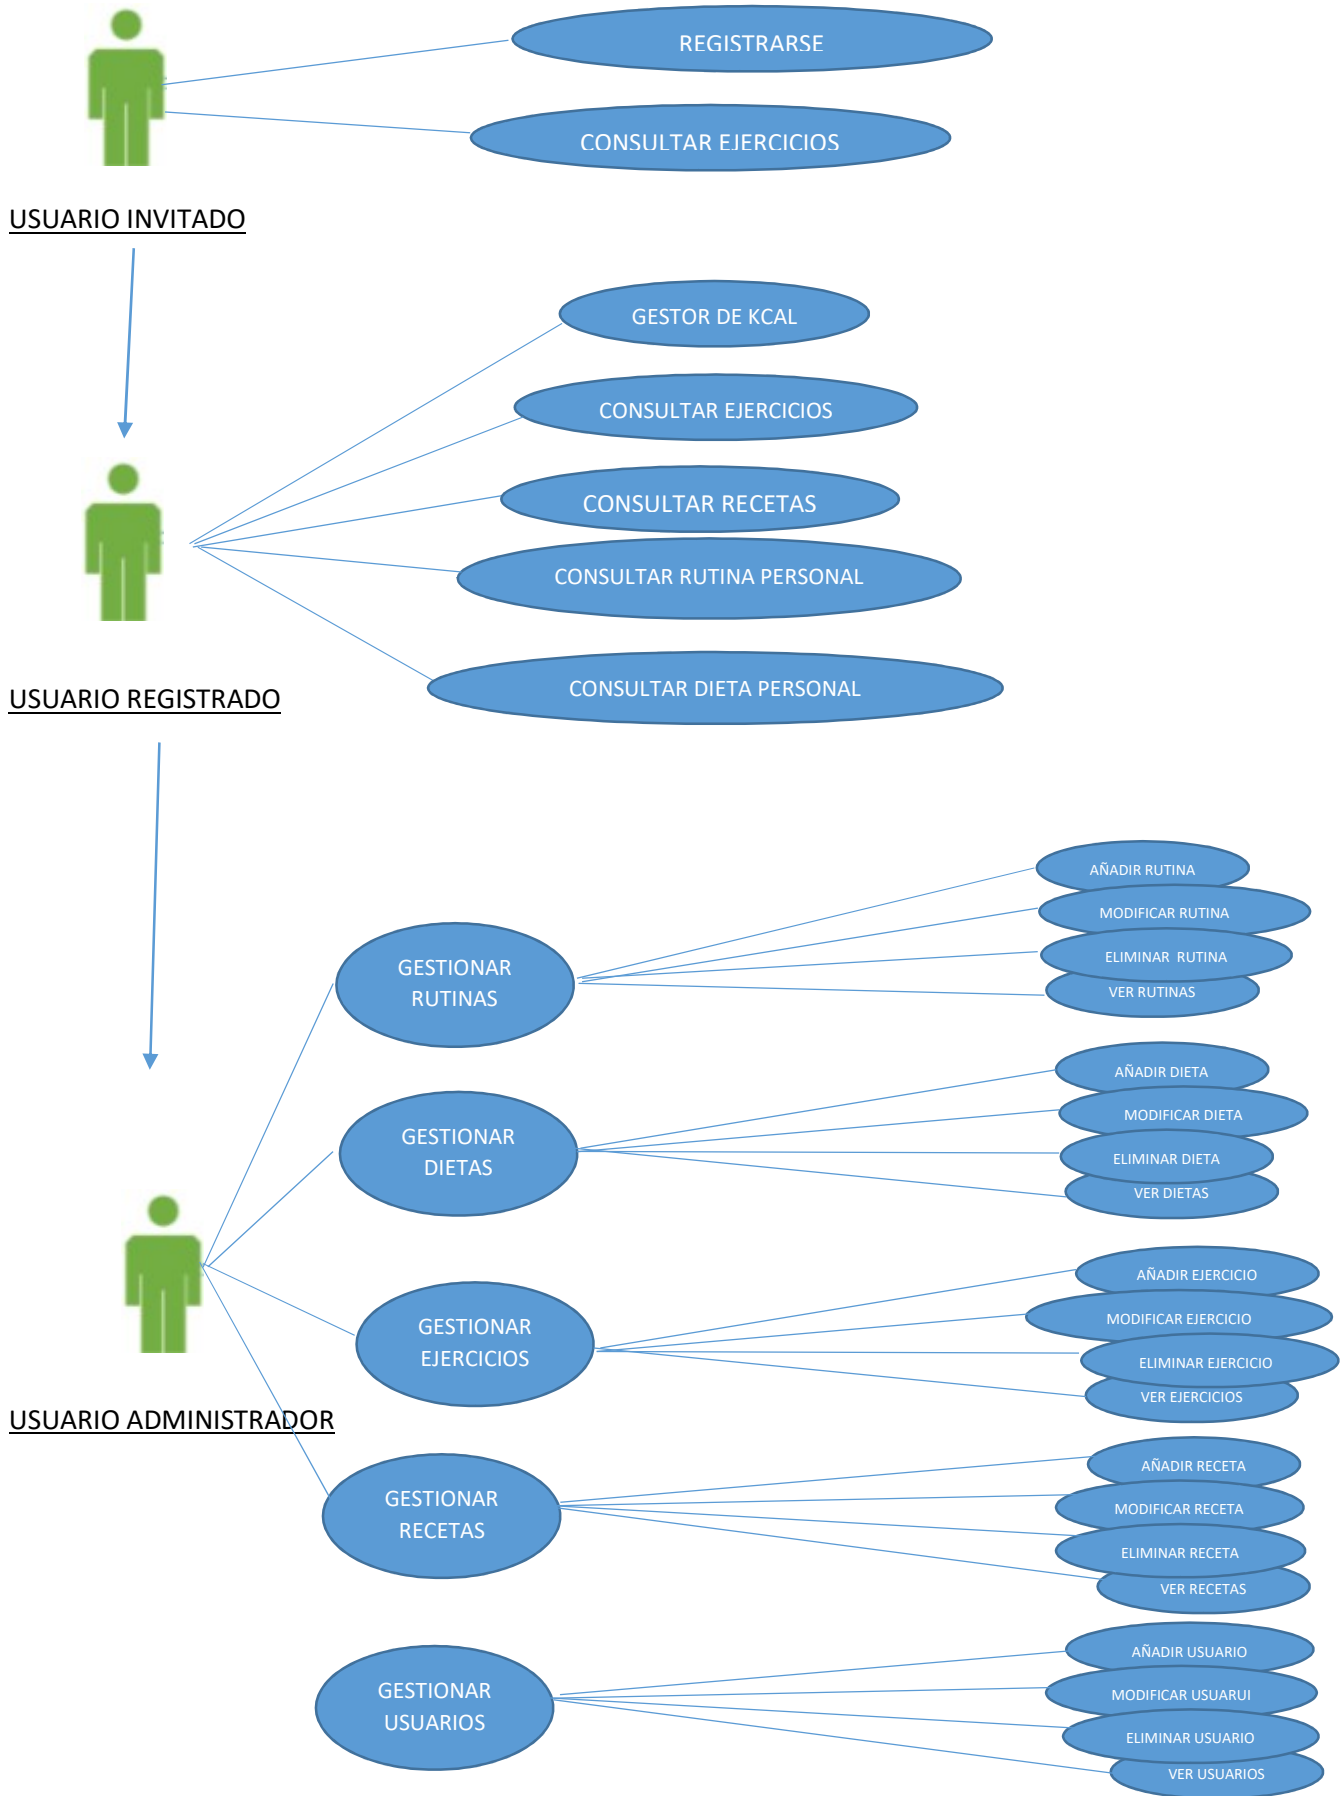 REGISTRARSE
CONSULTAR EJERCICIOS
USUARIO INVITADO
GESTOR DE KCAL
CONSULTAR EJERCICIOS
CONSULTAR RECETAS
CONSULTAR RUTINA PERSONAL
CONSULTAR DIETA PERSONAL
USUARIO REGISTRADO
AÑADIR RUTINA
MODIFICAR RUTINA
ELIMINAR RUTINA
VER RUTINAS
GESTIONAR
RUTINAS
AÑADIR DIETA
MODIFICAR DIETA
ELIMINAR DIETA
VER DIETAS
GESTIONAR
DIETAS
AÑADIR EJERCICIO
MODIFICAR EJERCICIO
ELIMINAR EJERCICIO
VER EJERCICIOS
GESTIONAR
EJERCICIOS
USUARIO ADMINISTRADOR
AÑADIR RECETA
MODIFICAR RECETA
ELIMINAR RECETA
VER RECETAS
GESTIONAR
RECETAS
AÑADIR USUARIO
MODIFICAR USUARUI
ELIMINAR USUARIO
VER USUARIOS
GESTIONAR
USUARIOS